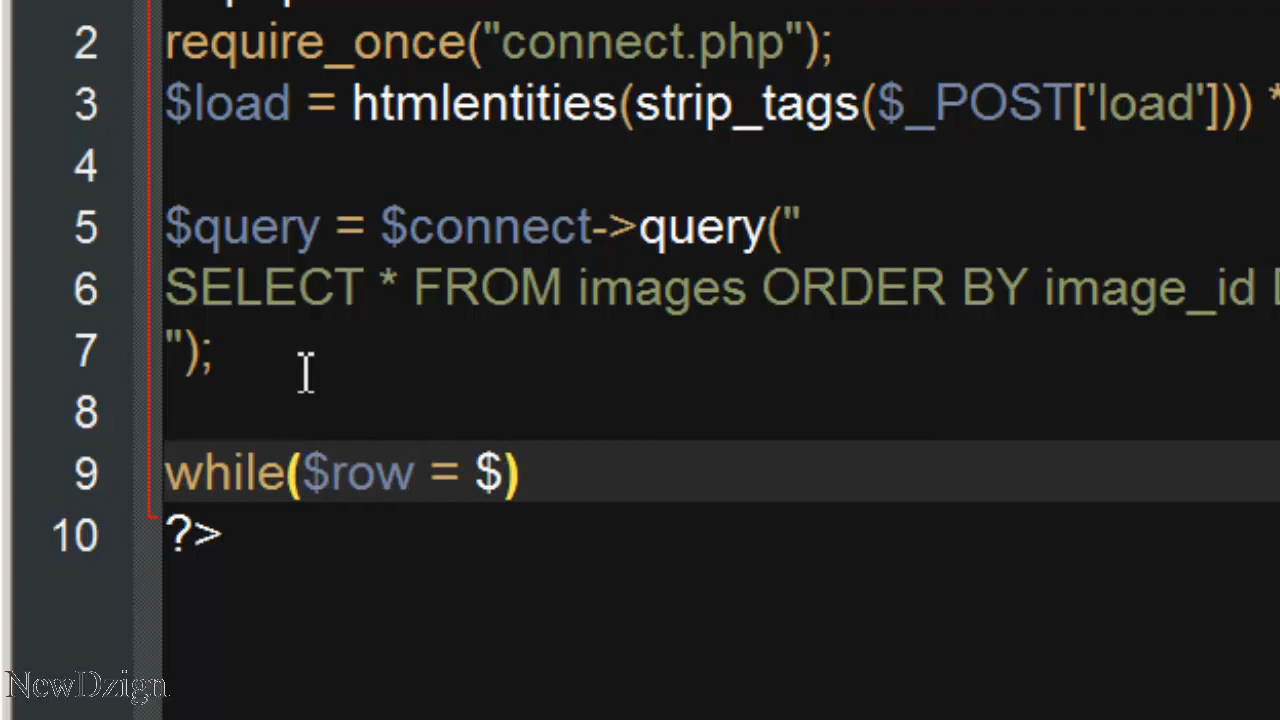 2 require_once("connect.php");
3 $load = htmlentities(strip_tags($_POST['load'])) *
4
5 $query = $connect->query("
6 SELECT * FROM images ORDER BY image_id
7 ");
8
9 while($row = $)
10 ?>
NewDzign